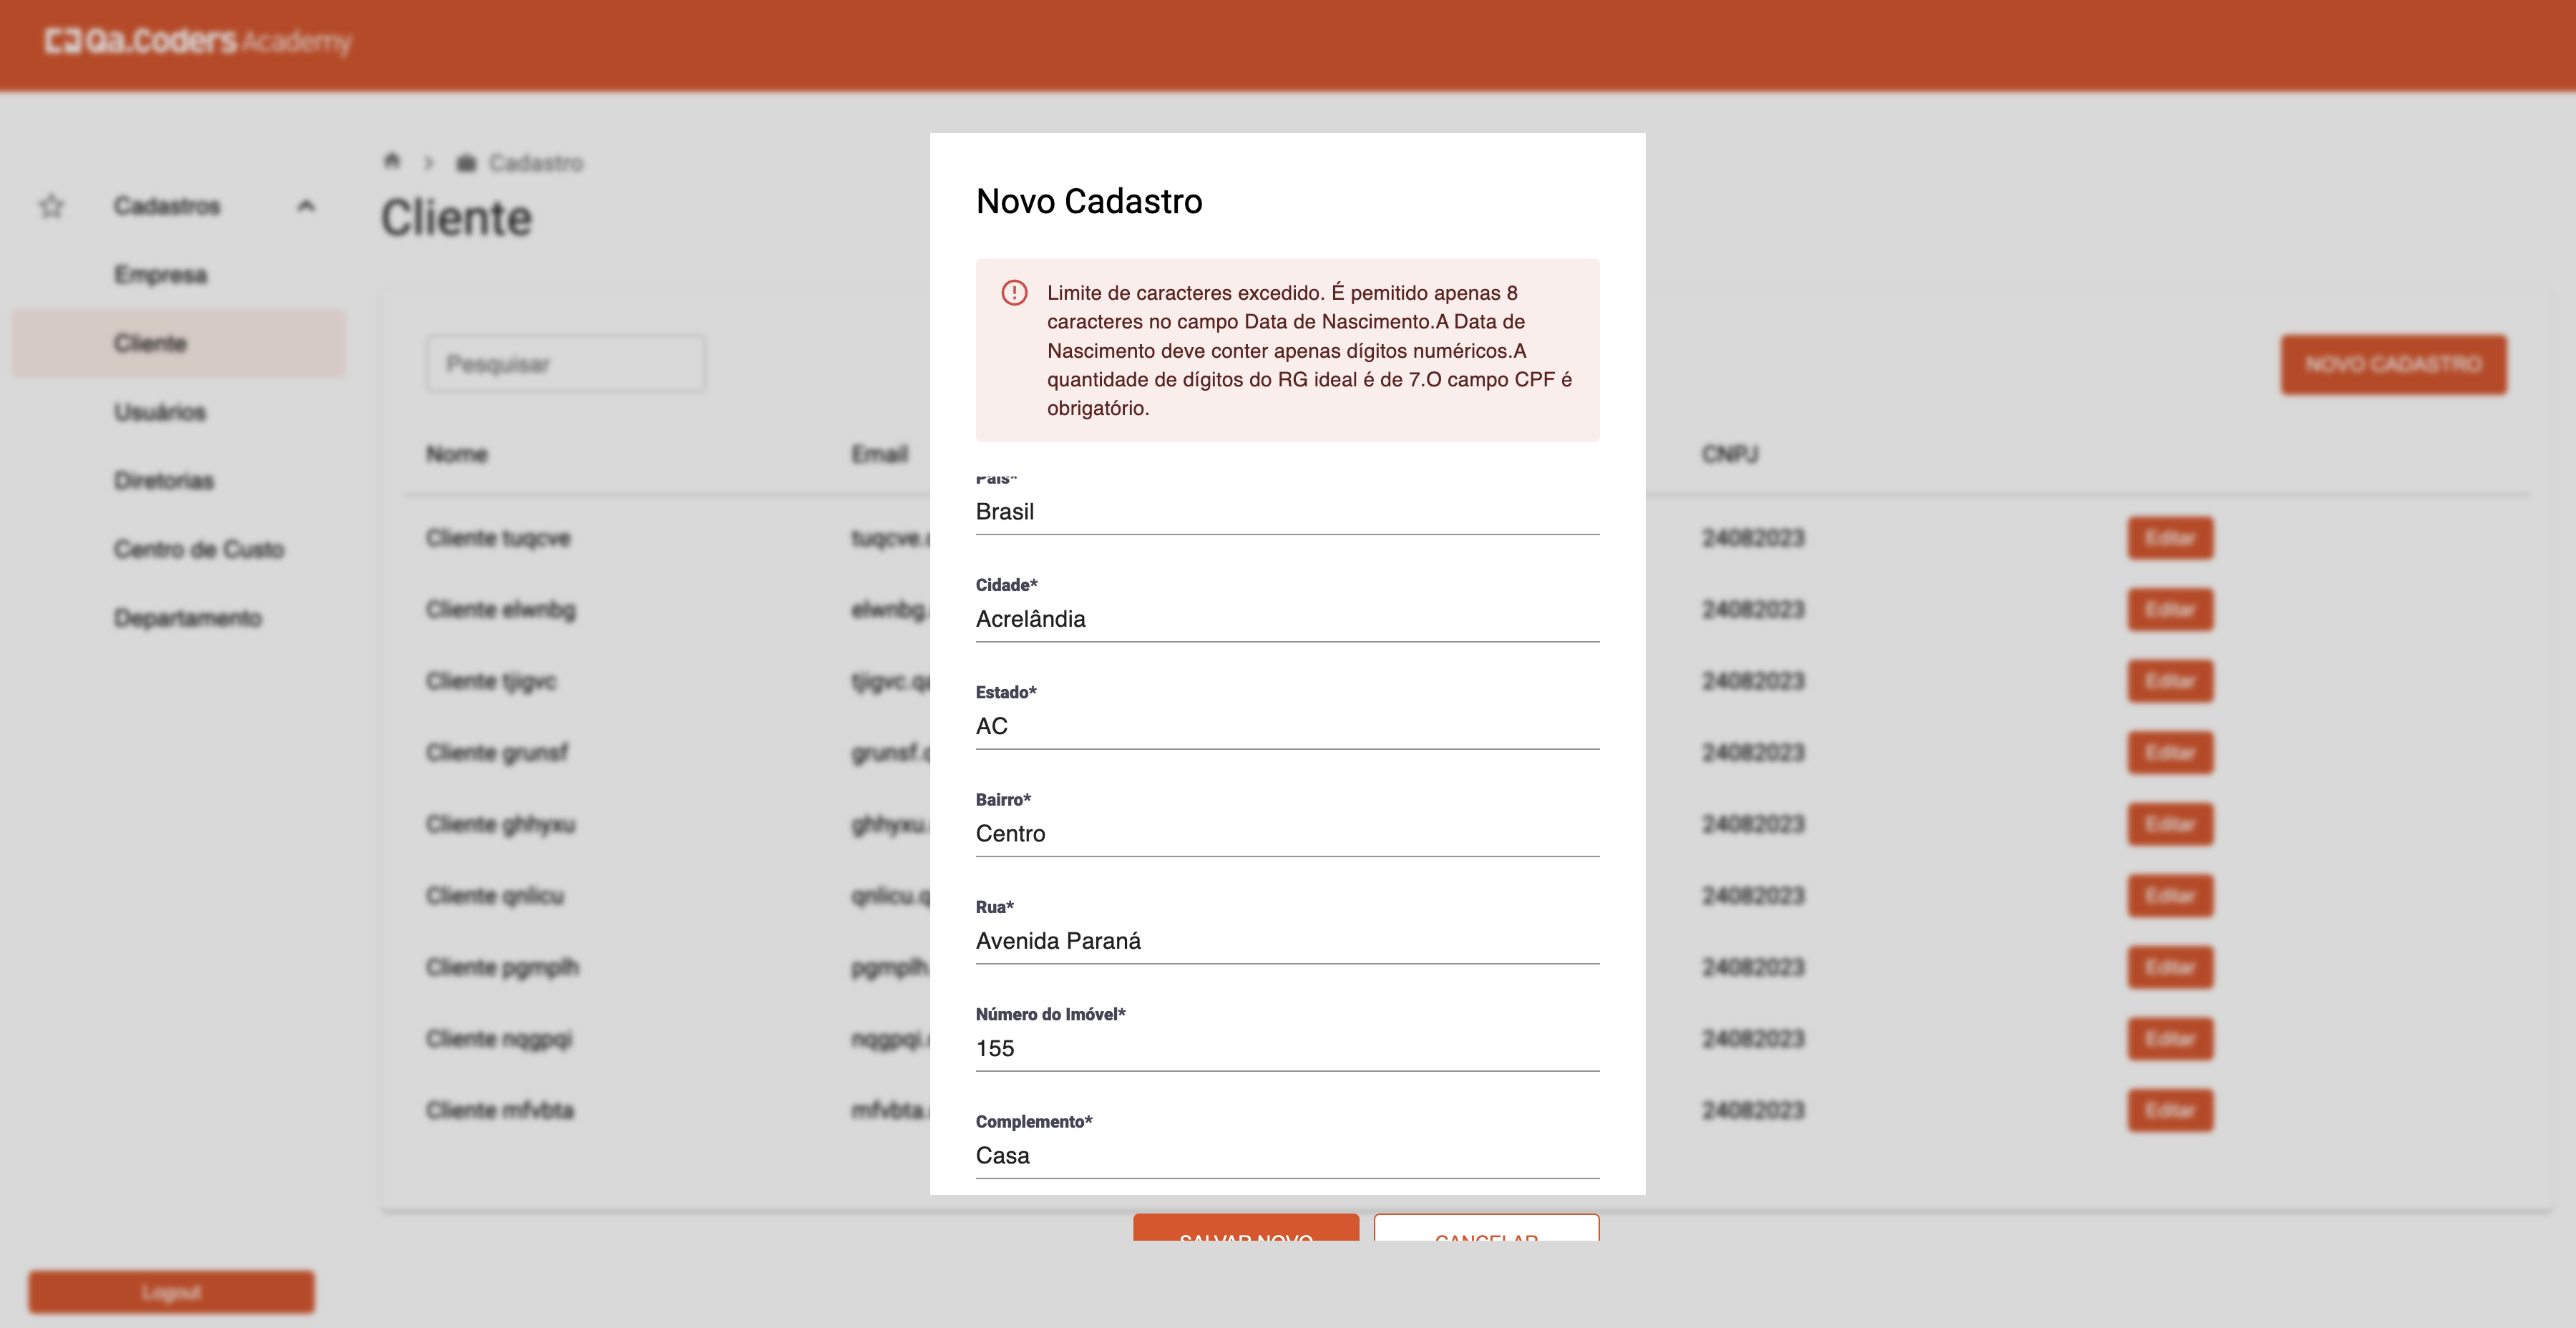 Qa.Coders Academy
Cadastro
Cliente
Cadastros
Empresa
Cliente
Usuários
Diretorias
Centro de Custo
Departamento
Logout
Pesquisar
NOVO CADASTRO
Nome Email CNPJ
Cliente tuqcve tuqcve. 24082023 Editar
Cliente elwnbg elwnbg. 24082023 Editar
Cliente tjigvc tjigvc.qa 24082023 Editar
Cliente grunsf grunsf. 24082023 Editar
Cliente ghhyxu ghhyxu. 24082023 Editar
Cliente qnlicu qnlicu.q 24082023 Editar
Cliente pgmplh pgmplh. 24082023 Editar
Cliente nqgpqi nqgpqi. 24082023 Editar
Cliente mfvbta mfvbta. 24082023 Editar
Novo Cadastro
Limite de caracteres excedido. É pemitido apenas 8
caracteres no campo Data de Nascimento.A Data de
Nascimento deve conter apenas dígitos numéricos.A
quantidade de dígitos do RG ideal é de 7.O campo CPF é
obrigatório.
País*
Brasil
Cidade*
Acrelândia
Estado*
AC
Bairro*
Centro
Rua*
Avenida Paraná
Número do Imóvel*
155
Complemento*
Casa
SALVAR NOVO
CANCELAR